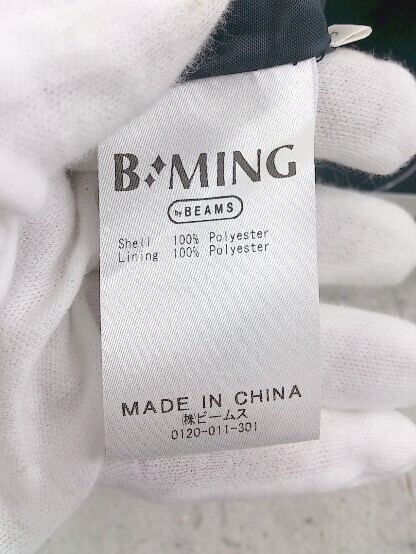 B:MING
by BEAMS
Shell 100% Polyester
Lining 100% Polyester
MADE IN CHINA
㈱ビームス
0120-011-301